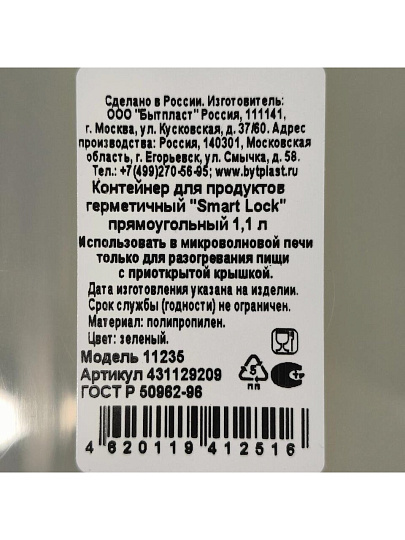 Сделано в России. Изготовитель:
ООО "Бытпласт" Россия, 111141,
г. Москва, ул. Кусковская, д. 37/60. Адрес
производства: Россия, 140301, Московская
область, г. Егорьевск, ул. Смычка, д. 58.
Тел.: +7(499)270-56-95; www.bytplast.ru
Контейнер для продуктов
герметичный "Smart Lock"
прямоугольный 1,1 л
Использовать в микроволновой печи
только для разогревания пищи
с приоткрытой крышкой.
Дата изготовления указана на изделии.
Срок службы (годности) не ограничен.
Материал: полипропилен.
Цвет: зеленый.
Модель 11235
Артикул 431129209
ГОСТ Р 50962-96
5
ПП
4620119412516